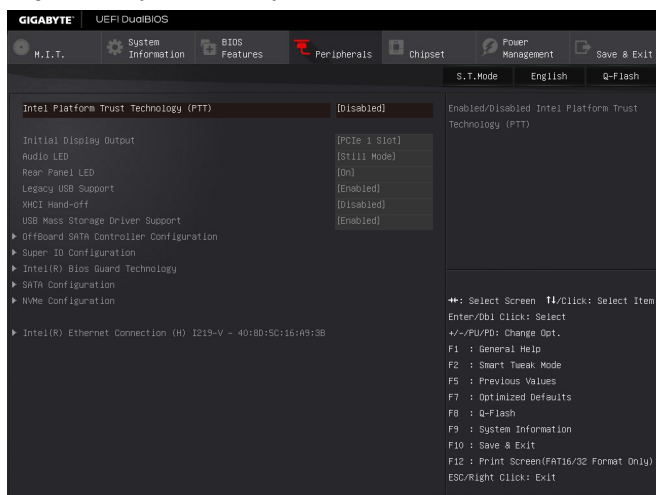 GIGABYTE™ UEFI DualBIOS
M.I.T. System Information BIOS Features Peripherals Chipset Power Management Save & Exit
S.T.Mode English Q-Flash
Intel Platform Trust Technology (PTT) [Disabled]
Initial Display Output [PCIe 1 Slot]
Audio LED [Still Mode]
Rear Panel LED [On]
Legacy USB Support [Enabled]
XHCI Hand-off [Disabled]
USB Mass Storage Driver Support [Enabled]
OffBoard SATA Controller Configuration
Super IO Configuration
Intel(R) Bios Guard Technology
SATA Configuration
NVMe Configuration
Intel(R) Ethernet Connection (H) I219-V - 40:8D:5C:16:A9:3B
Enabled/Disabled Intel Platform Trust
Technology (PTT)
→←: Select Screen ↑↓/Click: Select Item
Enter/Dbl Click: Select
+/-/PU/PD: Change Opt.
F1 : General Help
F2 : Smart Tweak Mode
F5 : Previous Values
F7 : Optimized Defaults
F8 : Q-Flash
F9 : System Information
F10 : Save & Exit
F12 : Print Screen(FAT16/32 Format Only)
ESC/Right Click: Exit